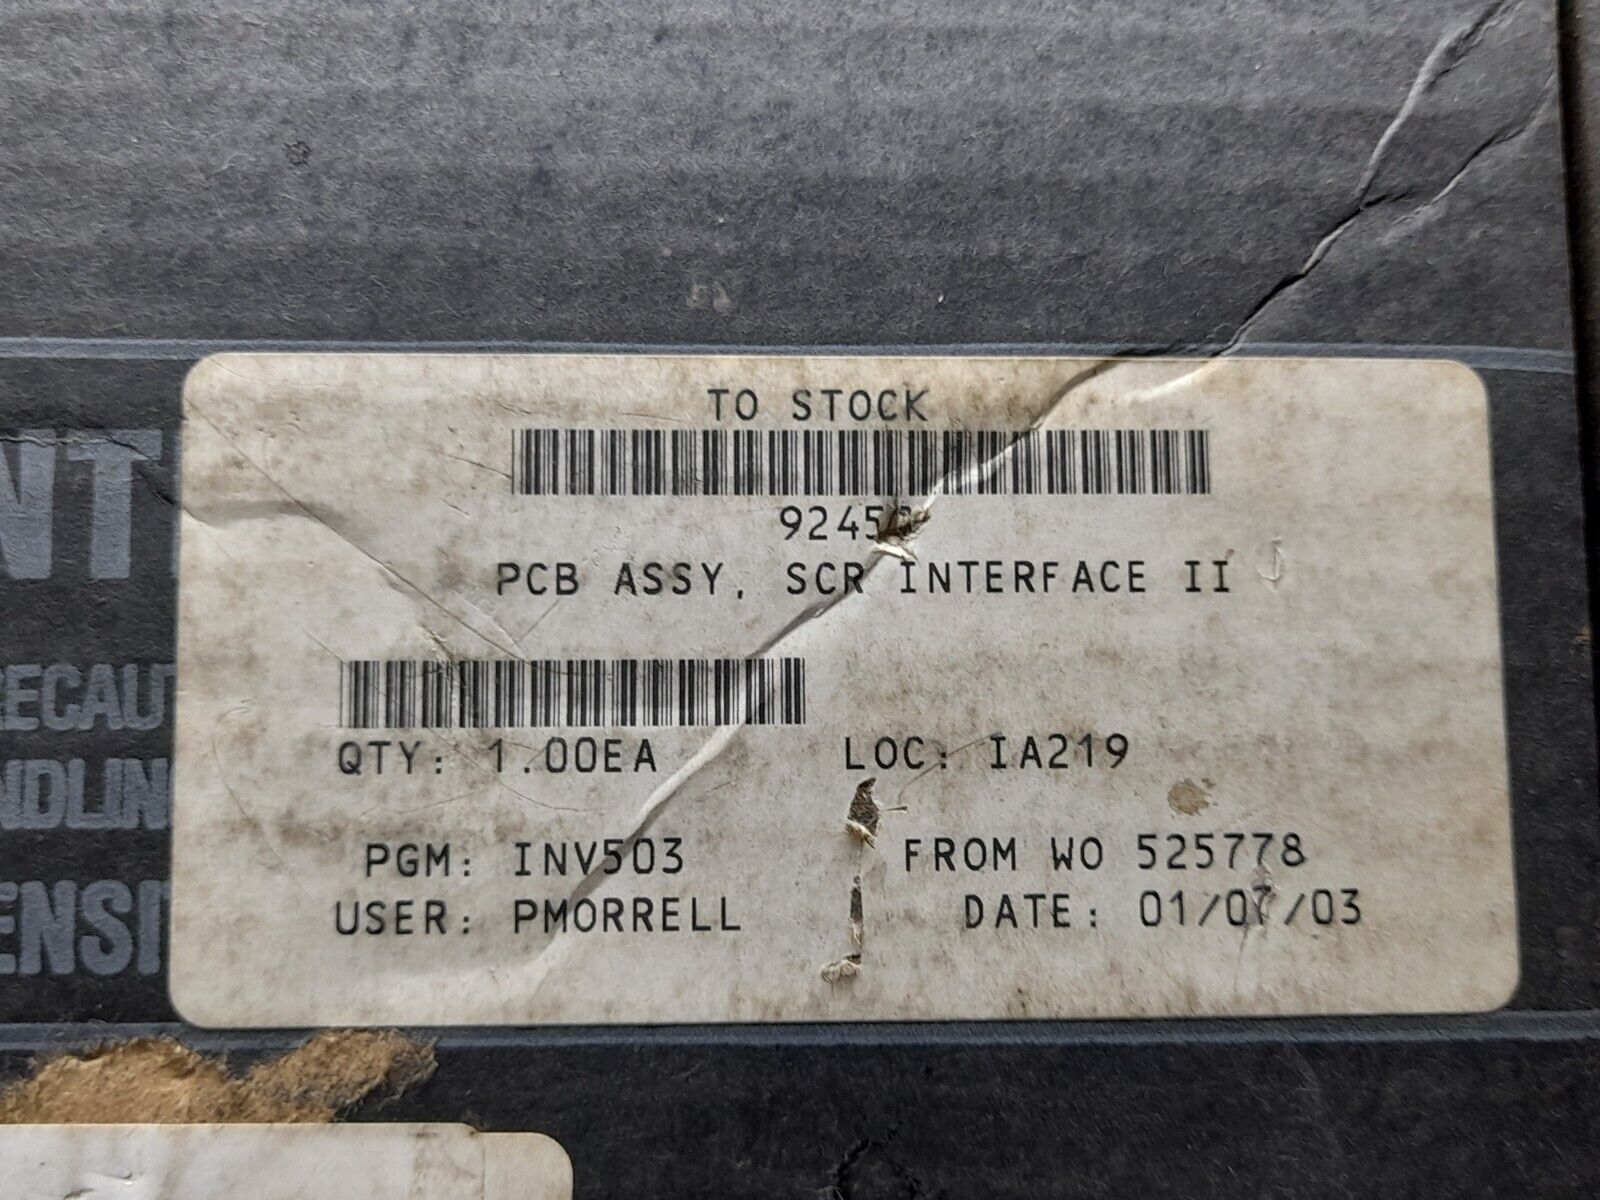 TO STOCK
PCB ASSY, SCR INTERFACE II
QTY: 1.00EA LOC: IA219
PGM: INV503 FROM WO 525778
USER: PMORRELL DATE: 01/07/03